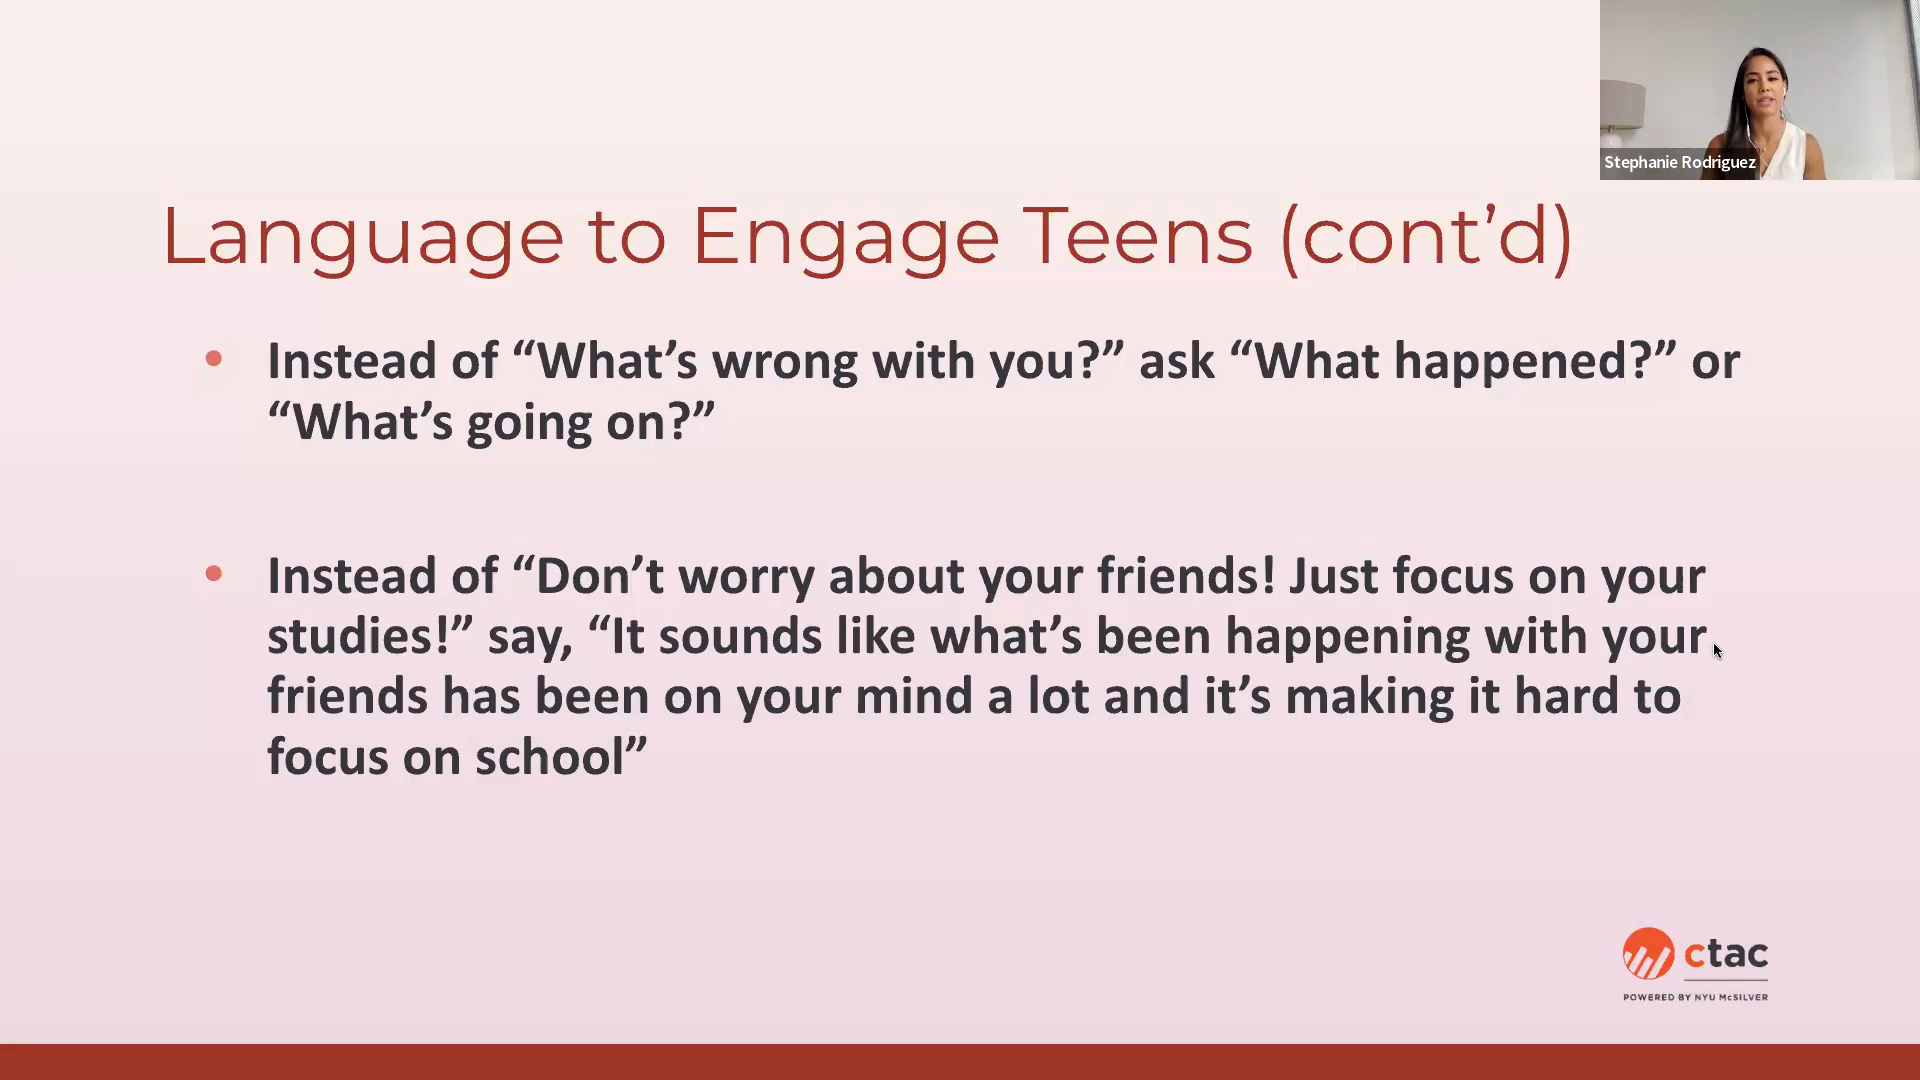 Stephanie Rodriguez
Language to Engage Teens (cont’d)
• Instead of “What’s wrong with you?” ask “What happened?” or
“What’s going on?”
• Instead of “Don’t worry about your friends! Just focus on your
studies!” say, “It sounds like what’s been happening with your
friends has been on your mind a lot and it’s making it hard to
focus on school”
ctac
POWERED BY NYU McSILVER